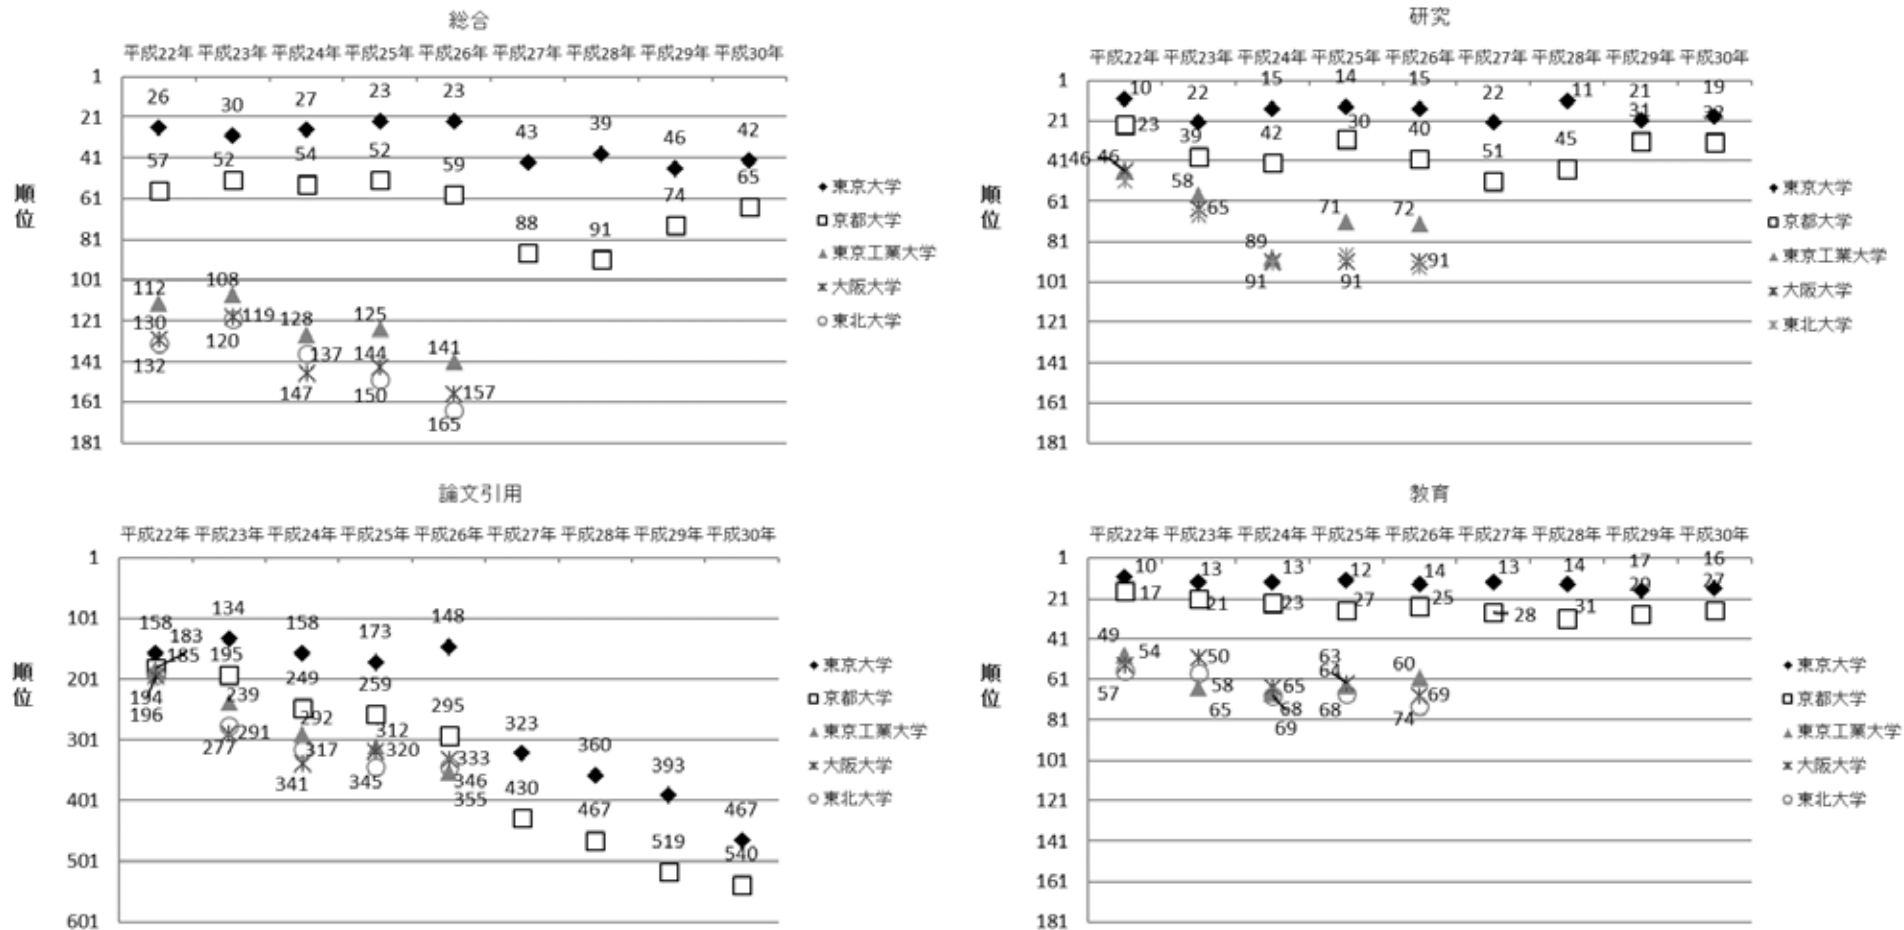 総合
平成22年 平成23年 平成24年 平成25年 平成26年 平成27年 平成28年 平成29年 平成30年
1
21
41
61
81
101
121
141
161
181
順位
26 30 27 23 23 43 39 46 42
57 52 54 52 59 88 91 74 65
112 108 128 125 141
130 119 137 144 157
132 120 147 150 165
◆東京大学
□京都大学
▲東京工業大学
大阪大学
○東北大学
研究
平成22年 平成23年 平成24年 平成25年 平成26年 平成27年 平成28年 平成29年 平成30年
1
21
41
61
81
101
121
141
161
181
順位
10 22 15 14 15 22 11 21 19
23 39 42 30 40 51 45 31 32
46 46 58 89 71 72
65 91 91 91
◆東京大学
□京都大学
▲東京工業大学
大阪大学
東北大学
論文引用
平成22年 平成23年 平成24年 平成25年 平成26年 平成27年 平成28年 平成29年 平成30年
1
101
201
301
401
501
601
順位
158 134 158 173 148 323 360 393 467
183 195 249 259 295 430 467 519 540
185 239 292 312 333
194 291 317 320 346
196 277 341 345 355
◆東京大学
□京都大学
▲東京工業大学
大阪大学
○東北大学
教育
平成22年 平成23年 平成24年 平成25年 平成26年 平成27年 平成28年 平成29年 平成30年
1
21
41
61
81
101
121
141
161
181
順位
10 13 13 12 14 13 14 17 16
17 21 23 27 25 28 31 29 27
49 50 65 63 60
54 58 68 64 69
57 65 69 68 74
◆東京大学
□京都大学
▲東京工業大学
大阪大学
○東北大学